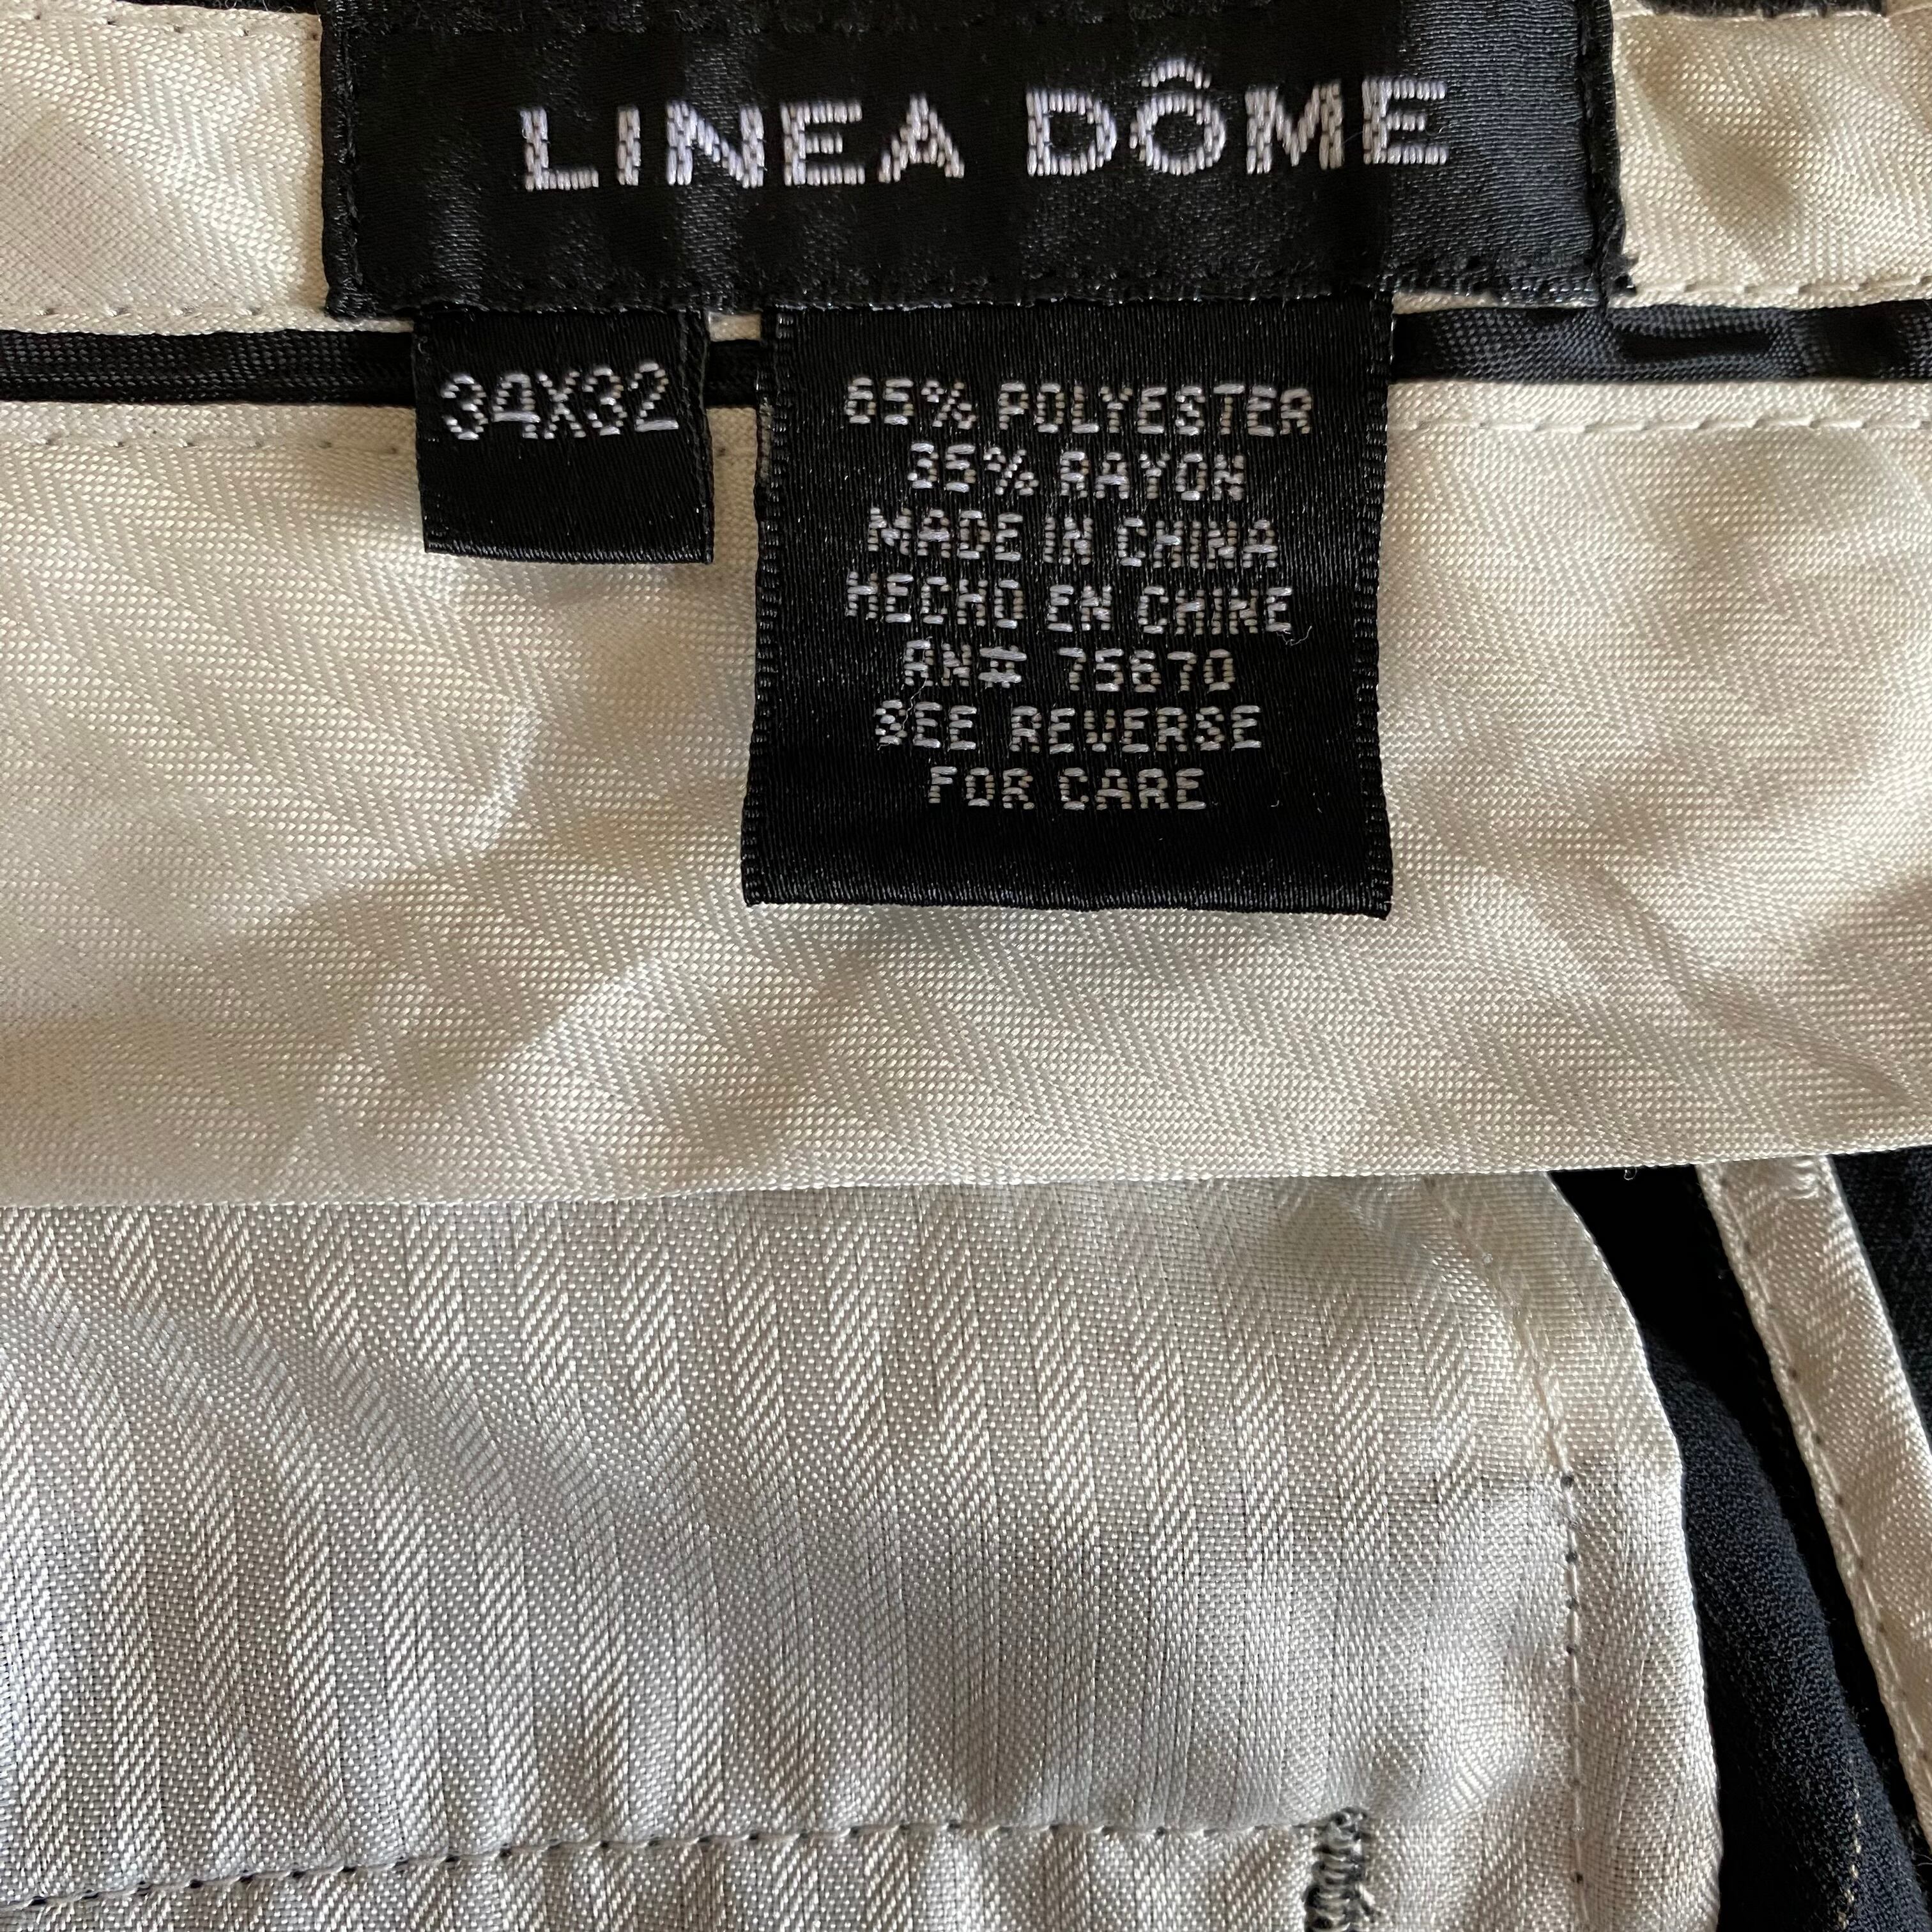 LINEA DÔME
34X32
65% POLYESTER
35% RAYON
MADE IN CHINA
HECHO EN CHINE
RN# 75670
SEE REVERSE
FOR CARE